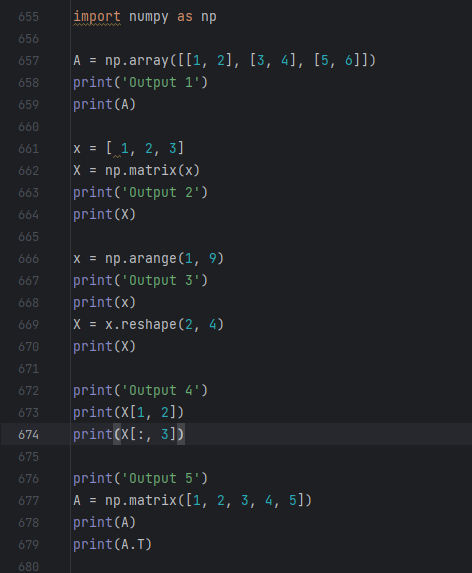 655 import numpy as np
656
657 A = np.array([[1, 2], [3, 4], [5, 6]])
658 print('Output 1')
659 print(A)
660
661 x = [ 1, 2, 3]
662 X = np.matrix(x)
663 print('Output 2')
664 print(X)
665
666 x = np.arange(1, 9)
667 print('Output 3')
668 print(x)
669 X = x.reshape(2, 4)
670 print(X)
671
672 print('Output 4')
673 print(X[1, 2])
674 print(X[:, 3])
675
676 print('Output 5')
677 A = np.matrix([1, 2, 3, 4, 5])
678 print(A)
679 print(A.T)
680